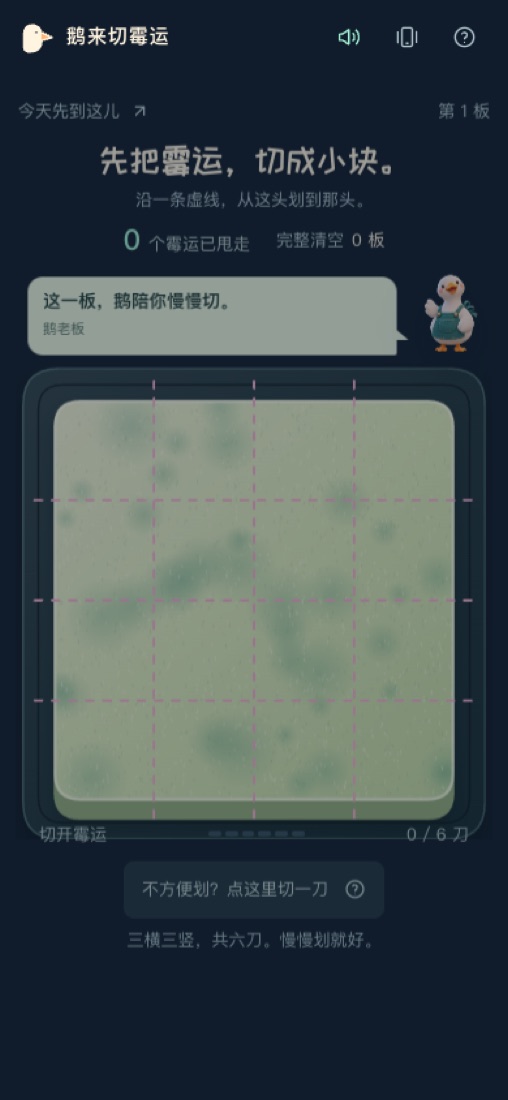 鹅来切霉运
今天先到这儿
第 1 板
先把霉运，切成小块。
沿一条虚线，从这头划到那头。
0 个霉运已甩走 完整清空 0 板
这一板，鹅陪你慢慢切。
鹅老板
切开霉运
0 / 6 刀
不方便划？点这里切一刀
三横三竖，共六刀。慢慢划就好。